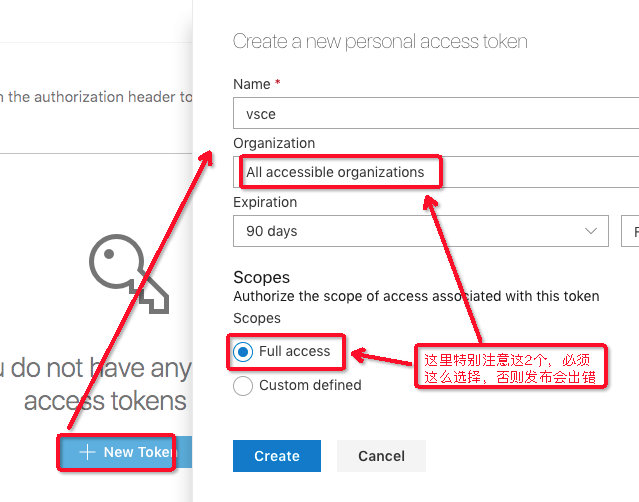 n the authorization header to
u do not have any
access tokens
New Token
Create a new personal access token
Name *
vsce
Organization
All accessible organizations
Expiration
90 days
Scopes
Authorize the scope of access associated with this token
Scopes
Full access
Custom defined
这里特别注意这2个，必须
这么选择，否则发布会出错
Create
Cancel